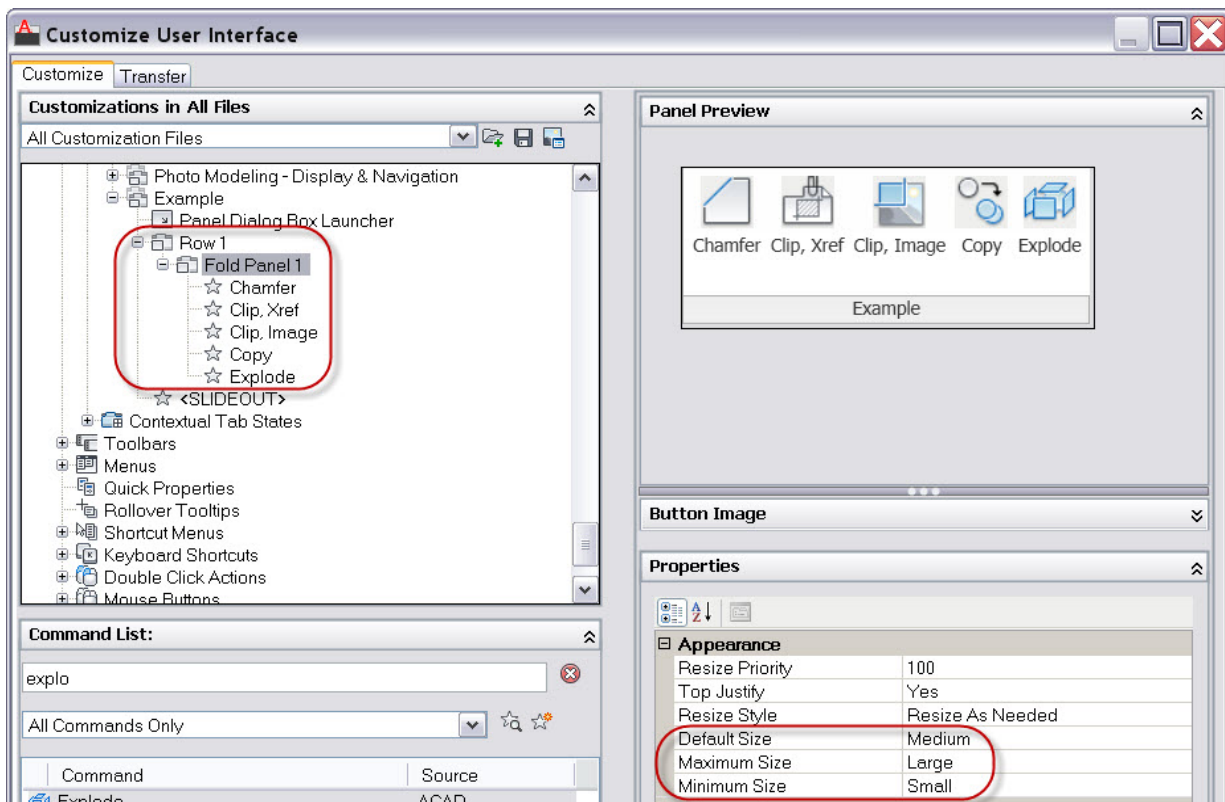 Customize User Interface
Customize Transfer
Customizations in All Files
All Customization Files
Photo Modeling - Display & Navigation
Example
Panel Dialog Box Launcher
Row 1
Fold Panel 1
Chamfer
Clip, Xref
Clip, Image
Copy
Explode
<SLIDEOUT>
Contextual Tab States
Toolbars
Menus
Quick Properties
Rollover Tooltips
Shortcut Menus
Keyboard Shortcuts
Double Click Actions
Mouse Buttons
Command List:
explo
All Commands Only
Command Source
Explode ACAD
Panel Preview
Chamfer Clip, Xref Clip, Image Copy Explode
Example
Button Image
Properties
Appearance
Resize Priority 100
Top Justify Yes
Resize Style Resize As Needed
Default Size Medium
Maximum Size Large
Minimum Size Small